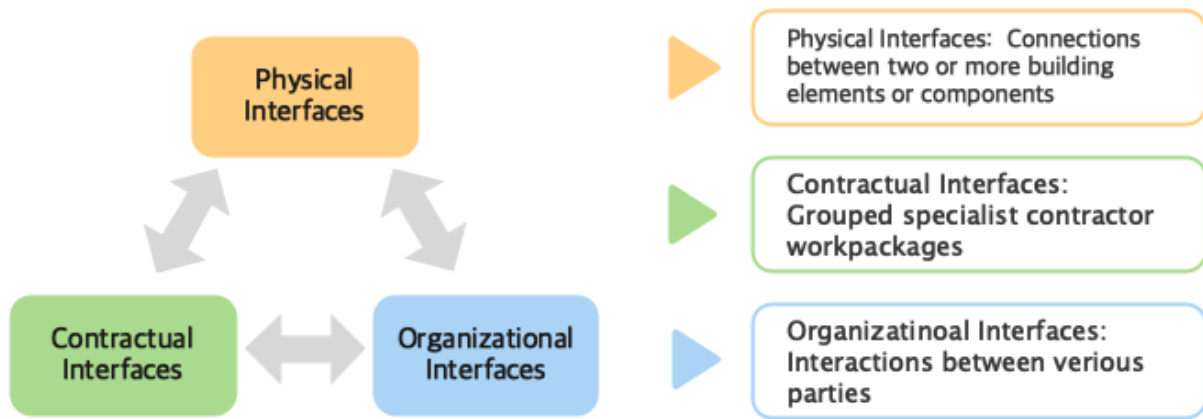 Physical
Interfaces
Contractual
Interfaces
Organizational
Interfaces
Physical Interfaces: Connections
between two or more building
elements or components
Contractual Interfaces:
Grouped specialist contractor
workpackages
Organizatinoal Interfaces:
Interactions between verious
parties